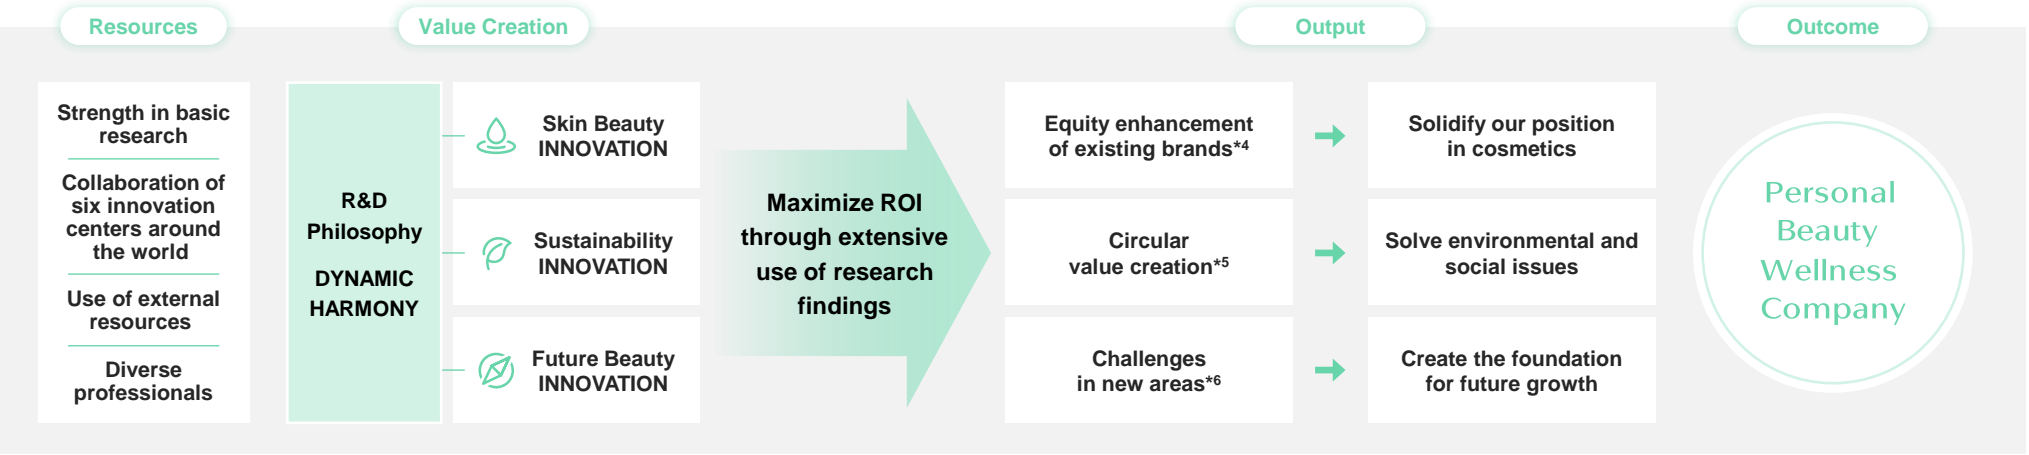 Resources
Value Creation
Output
Outcome
Strength in basic
research
Collaboration of
six innovation
centers around
the world
Use of external
resources
Diverse
professionals
R&D
Philosophy
DYNAMIC
HARMONY
Skin Beauty
INNOVATION
Sustainability
INNOVATION
Future Beauty
INNOVATION
Maximize ROI
through extensive
use of research
findings
Equity enhancement
of existing brands*4
Solidify our position
in cosmetics
Circular
value creation*5
Solve environmental and
social issues
Challenges
in new areas*6
Create the foundation
for future growth
Personal
Beauty
Wellness
Company